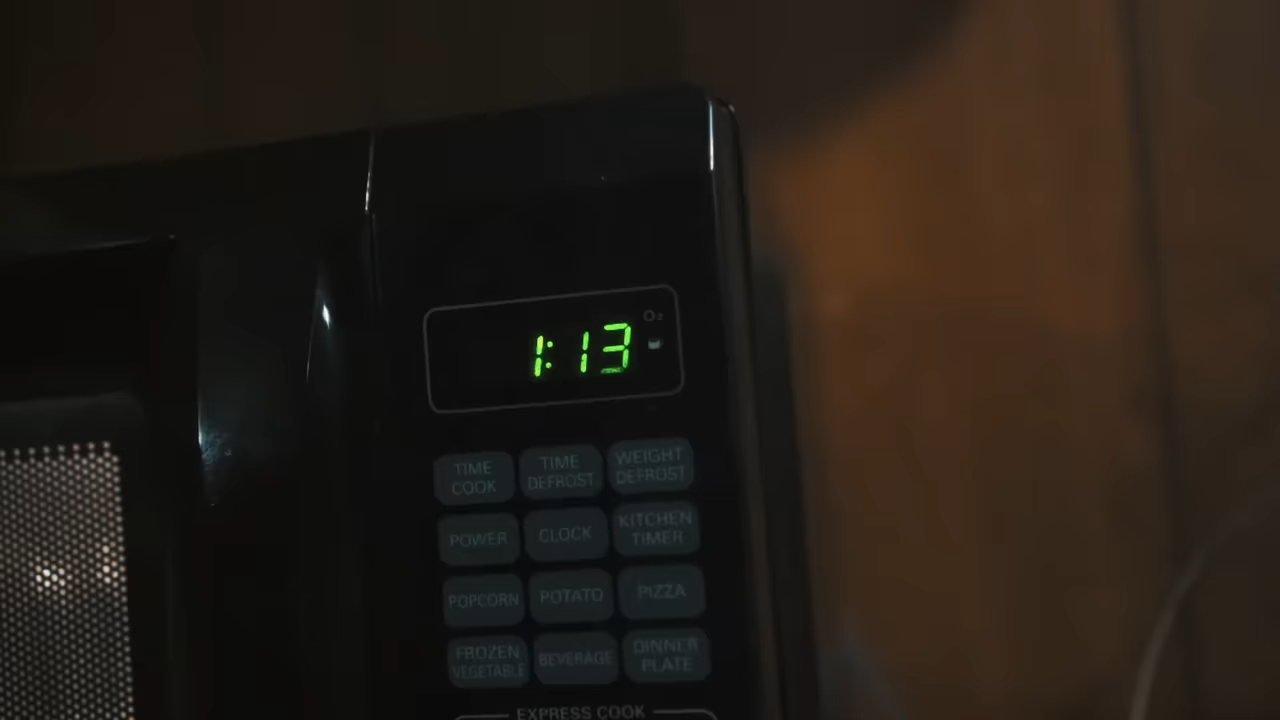 1:13
TIME COOK
TIME DEFROST
WEIGHT DEFROST
POWER
CLOCK
KITCHEN TIMER
POPCORN
POTATO
PIZZA
FROZEN VEGETABLE
BEVERAGE
DINNER PLATE
EXPRESS COOK